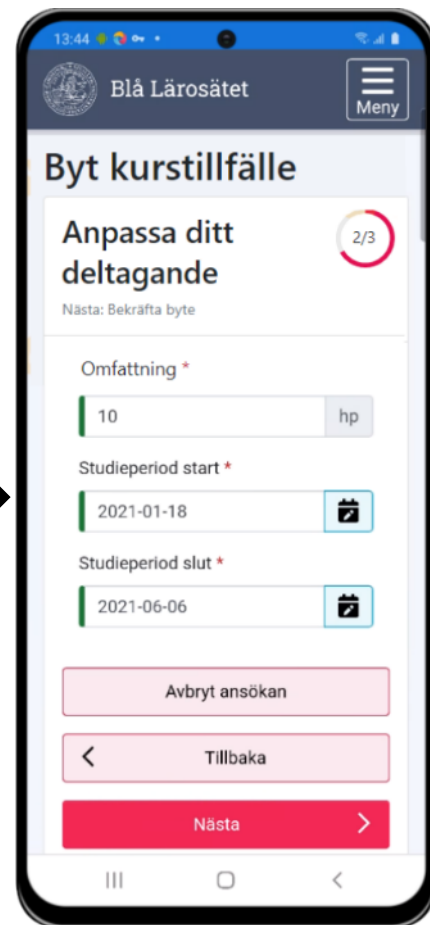 13:44
Blå Lärosätet
Meny
Byt kurstillfälle
Anpassa ditt
deltagande
2/3
Nästa: Bekräfta byte
Omfattning *
10
hp
Studieperiod start *
2021-01-18
Studieperiod slut *
2021-06-06
Avbryt ansökan
Tillbaka
Nästa